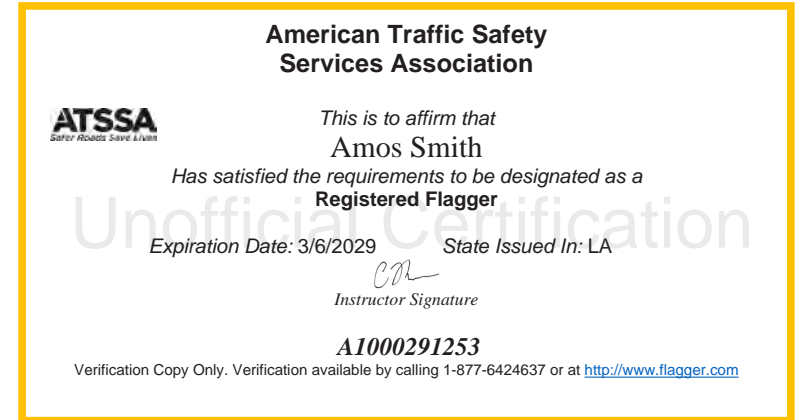 American Traffic Safety
Services Association
ATSSA
Safer Roads Save Lives
This is to affirm that
Amos Smith
Has satisfied the requirements to be designated as a
Registered Flagger
Unofficial Certification
Expiration Date: 3/6/2029 State Issued In: LA
Instructor Signature
A1000291253
Verification Copy Only. Verification available by calling 1-877-6424637 or at http://www.flagger.com